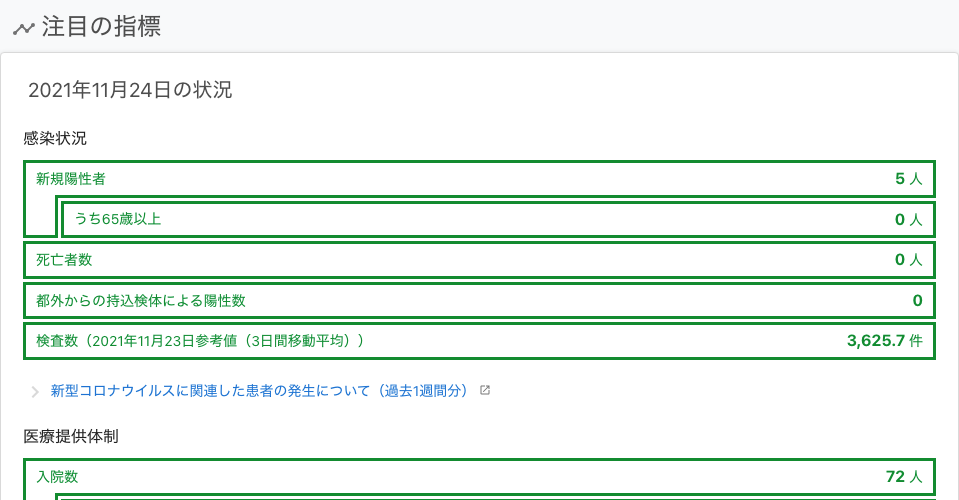 注目の指標
2021年11月24日の状況
感染状況
新規陽性者 5 人
うち65歳以上 0 人
死亡者数 0 人
都外からの持込検体による陽性数 0
検査数（2021年11月23日参考値（3日間移動平均）） 3,625.7 件
新型コロナウイルスに関連した患者の発生について（過去1週間分）
医療提供体制
入院数 72 人